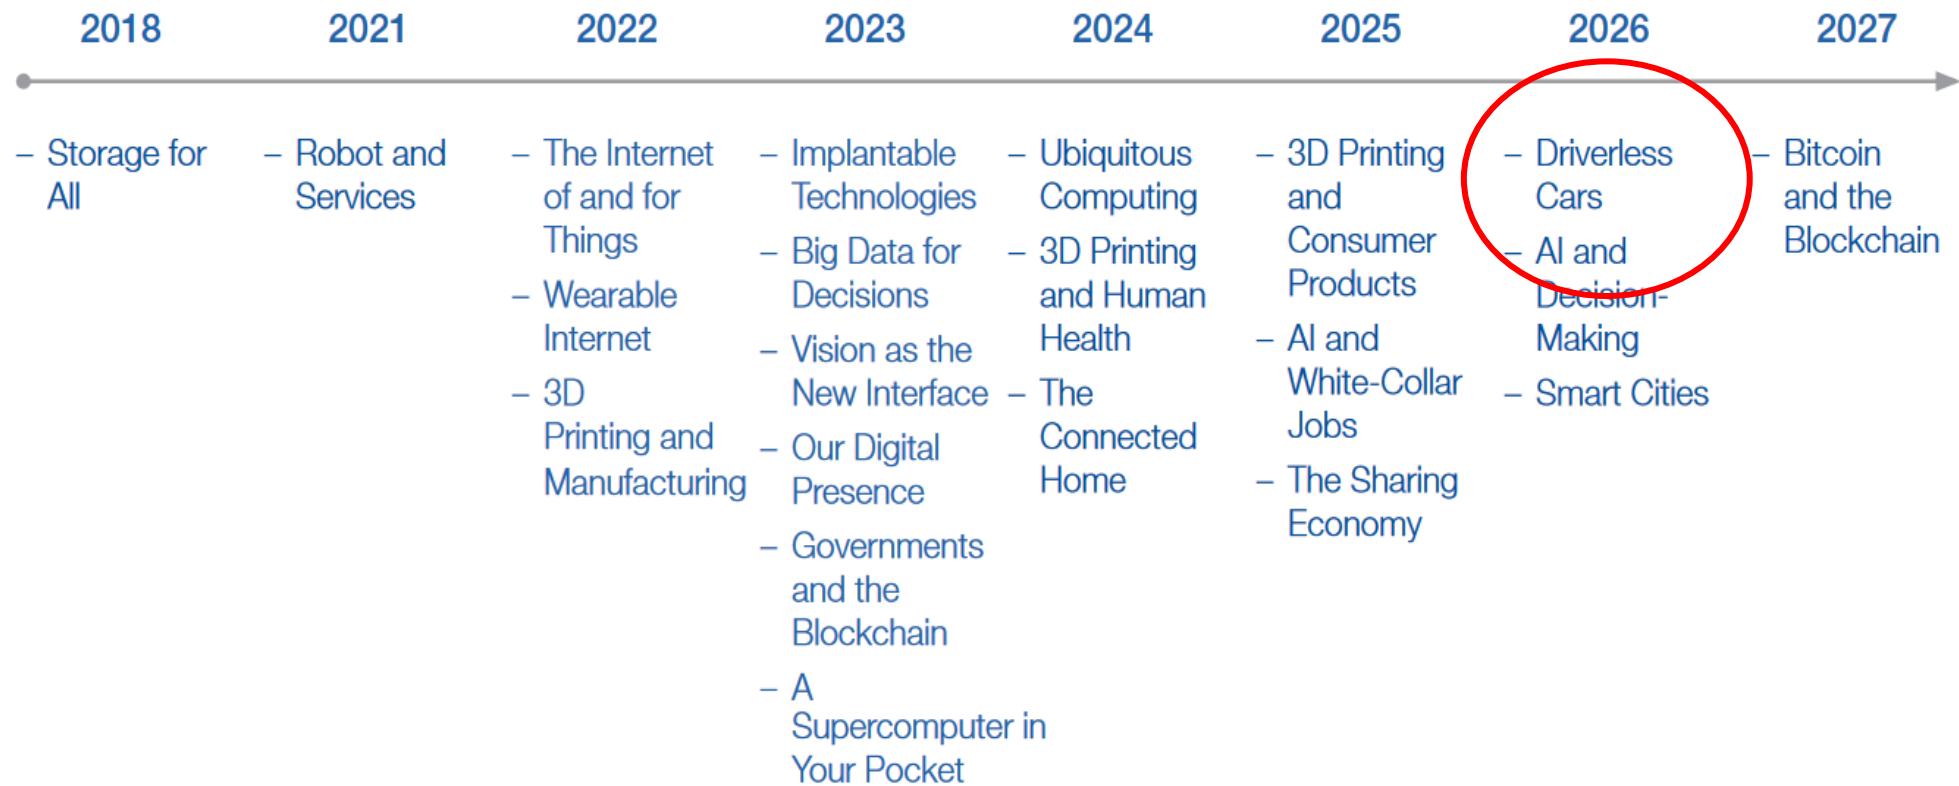 2018 2021 2022 2023 2024 2025 2026 2027
– Storage for
All
– Robot and
Services
– The Internet
of and for
Things
– Wearable
Internet
– 3D
Printing and
Manufacturing
– Implantable
Technologies
– Big Data for
Decisions
– Vision as the
New Interface
– Our Digital
Presence
– Governments
and the
Blockchain
– A
Supercomputer in
Your Pocket
– Ubiquitous
Computing
– 3D Printing
and Human
Health
– The
Connected
Home
– 3D Printing
and
Consumer
Products
– AI and
White-Collar
Jobs
– The Sharing
Economy
– Driverless
Cars
– AI and
Decision-
Making
– Smart Cities
– Bitcoin
and the
Blockchain